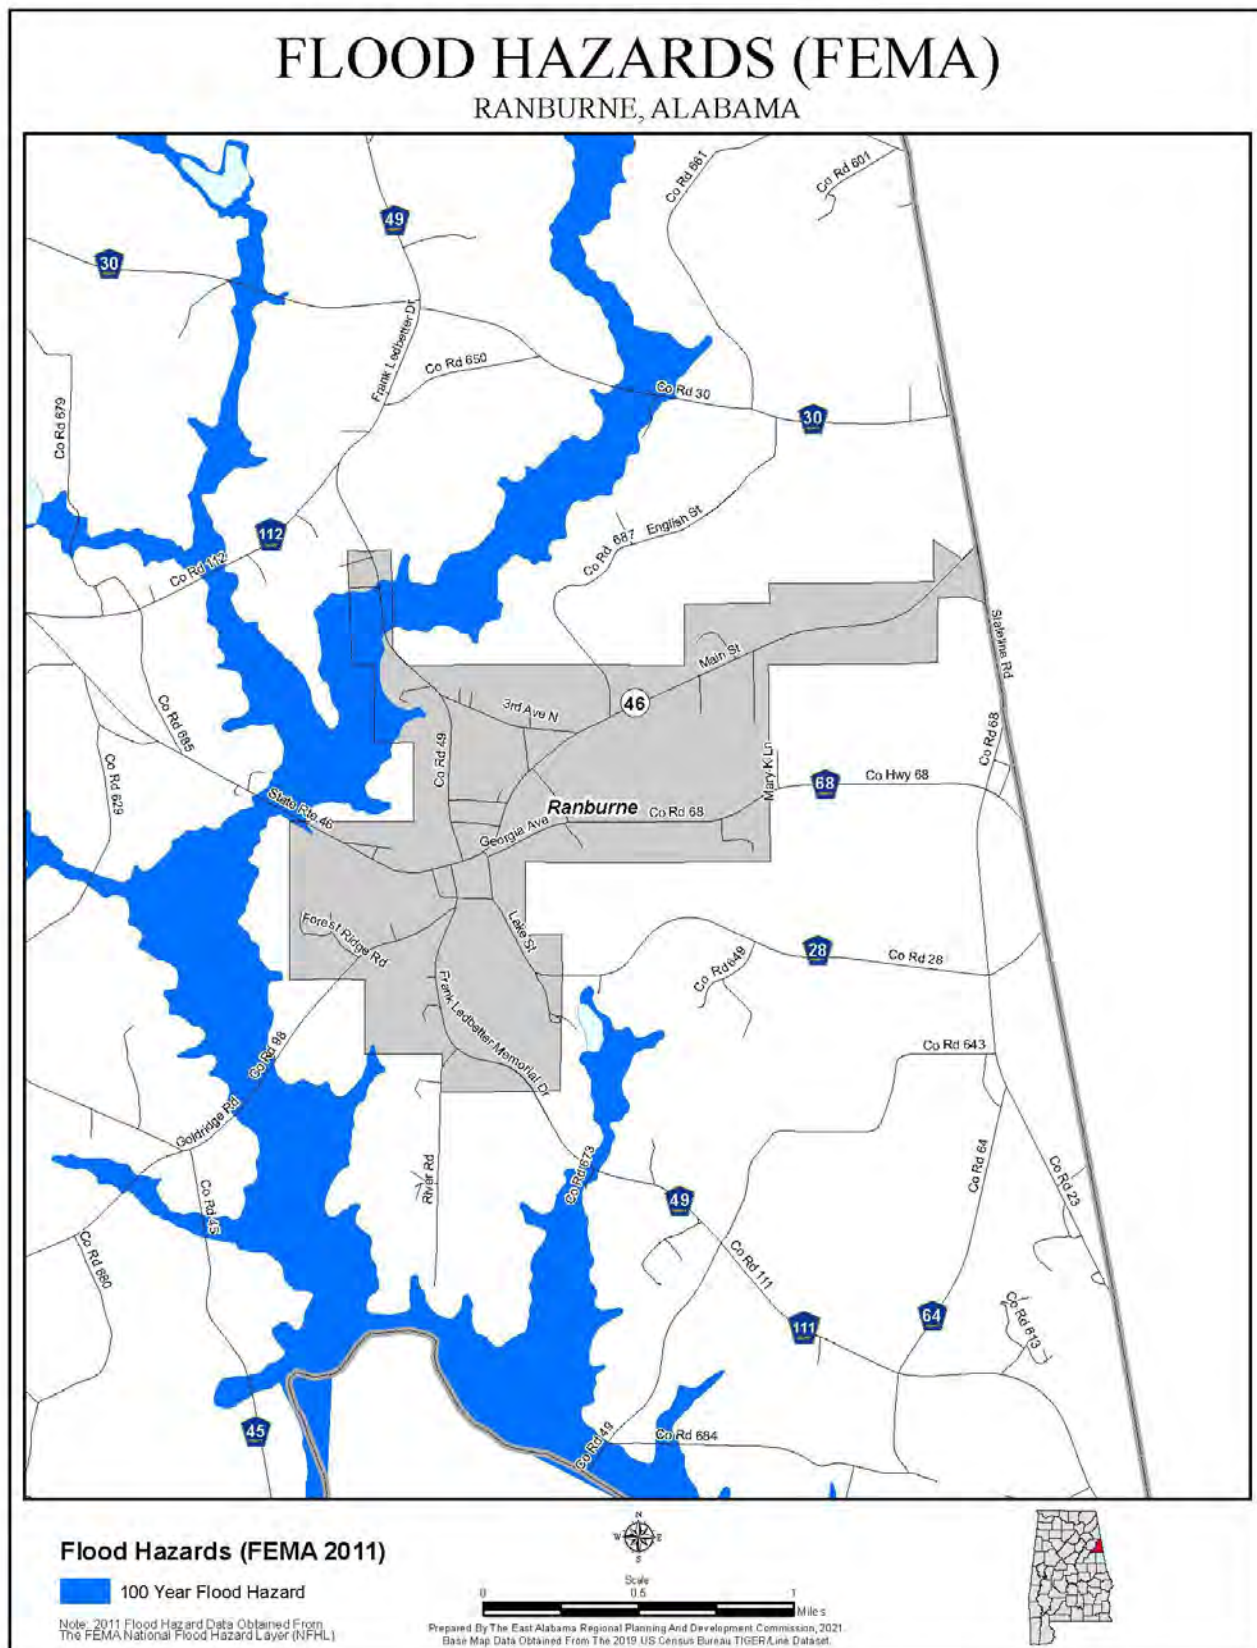 FLOOD HAZARDS (FEMA)
RANBURNE, ALABAMA
Co Rd 661
Co Rd 601
49
30
Frank Ledbetter Dr
Co Rd 650
Co Rd 30
30
Co Rd 679
112
Co Rd 112
English St
Co Rd 687
Stateline Rd
Main St
46
3rd Ave N
Co Rd 685
Co Rd 49
Co Rd 68
Co Rd 629
Mary K Ln
68
Co Hwy 68
State Rte 46
Ranburne
Co Rd 68
Georgia Ave
Forest Ridge Rd
Lake St
28
Co Rd 28
Co Rd 649
Frank Ledbetter Memorial Dr
Co Rd 98
Co Rd 643
Goldridge Rd
Co Rd 673
Co Rd 64
Co Rd 23
River Rd
Co Rd 45
49
Co Rd 680
Co Rd 111
64
111
Co Rd 613
45
Co Rd 49
Co Rd 684
Flood Hazards (FEMA 2011)
100 Year Flood Hazard
Note: 2011 Flood Hazard Data Obtained From
The FEMA National Flood Hazard Layer (NFHL)
N
W E
S
Scale
0 0.5 1
Miles
Prepared By The East Alabama Regional Planning And Development Commission, 2021.
Base Map Data Obtained From The 2019 US Census Bureau TIGER/Line Dataset.